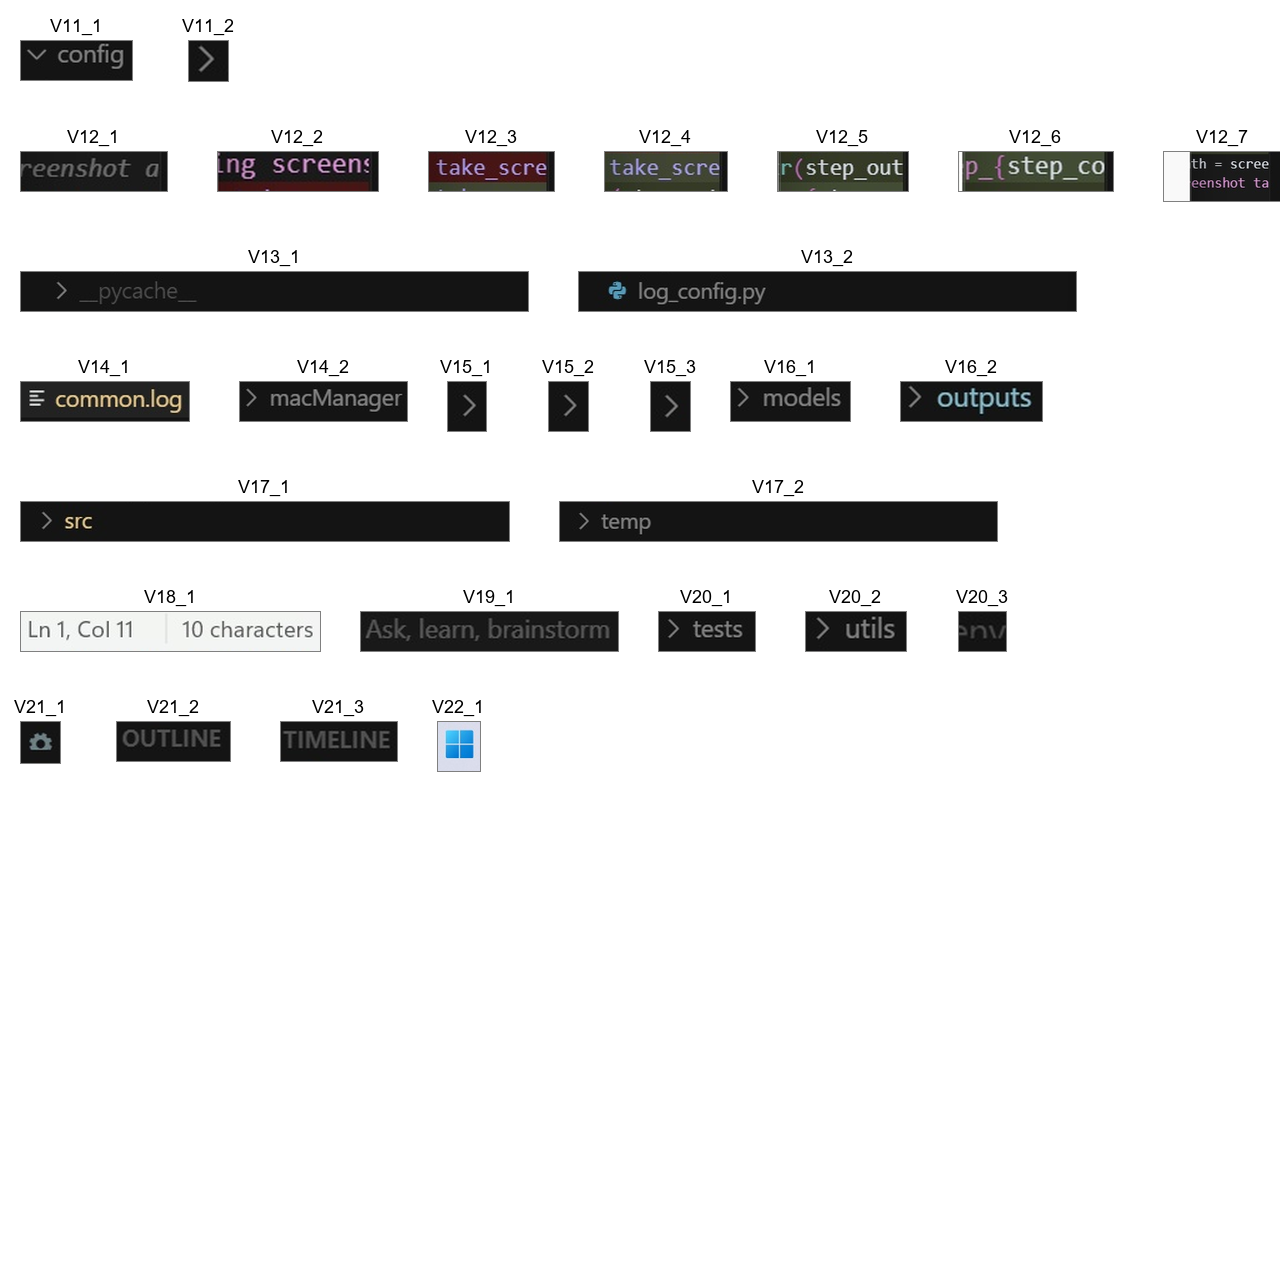 V11_1 V11_2
config
V12_1 V12_2 V12_3 V12_4 V12_5 V12_6 V12_7
reenshot a ing screens take_scre take_scre r(step_out p_{step_co th = scree
eenshot ta
V13_1 V13_2
__pycache__ log_config.py
V14_1 V14_2 V15_1 V15_2 V15_3 V16_1 V16_2
common.log macManager models outputs
V17_1 V17_2
src temp
V18_1 V19_1 V20_1 V20_2 V20_3
Ln 1, Col 11 10 characters Ask, learn, brainstorm tests utils env
V21_1 V21_2 V21_3 V22_1
OUTLINE TIMELINE